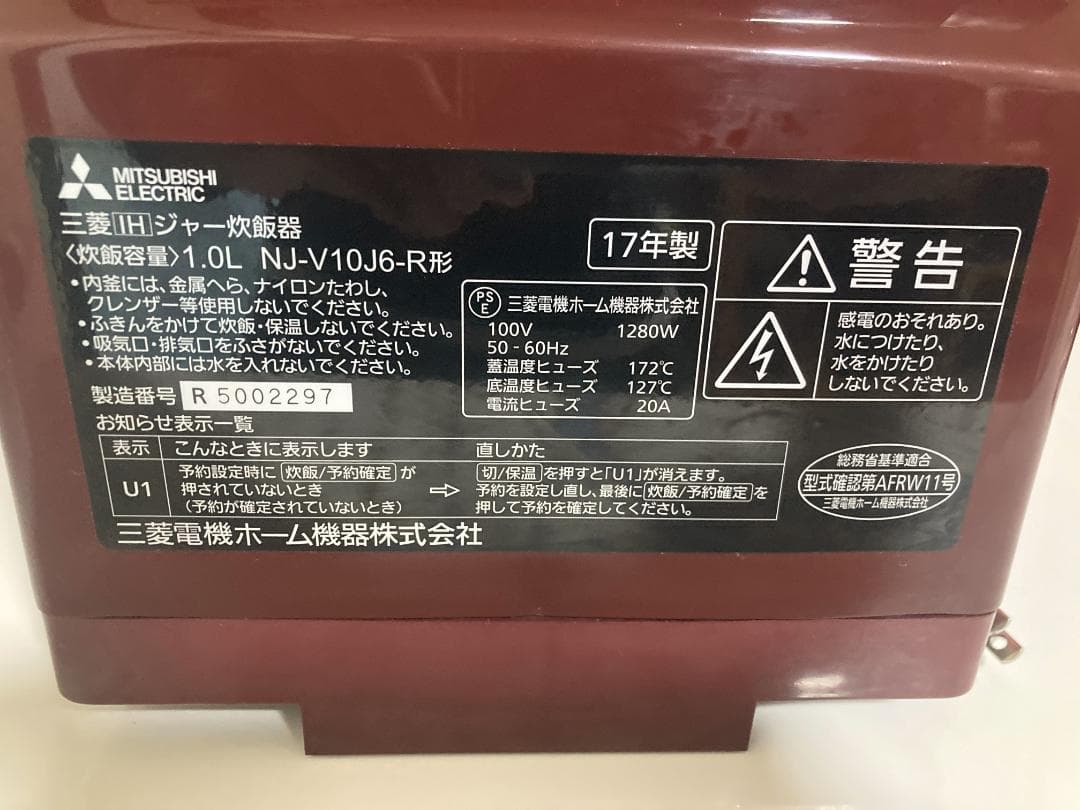 MITSUBISHI
ELECTRIC
三菱IHジャー炊飯器
〈炊飯容量〉1.0L NJ-V10J6-R形
・内釜には、金属へら、ナイロンたわし、
クレンザー等使用しないでください。
・ふきんをかけて炊飯・保温しないでください。
・吸気口・排気口をふさがないでください。
・本体内部には水を入れないでください。
製造番号 R 5002297
17年製
PSE 三菱電機ホーム機器株式会社
100V 1280W
50-60Hz
蓋温度ヒューズ 172℃
底温度ヒューズ 127℃
電流ヒューズ 20A
警告
感電のおそれあり。
水につけたり、
水をかけたり
しないでください。
お知らせ表示一覧
表示 こんなときに表示します 直しかた
U1
予約設定時に 炊飯/予約確定 が
押されていないとき
(予約が確定されていないとき)
⇨
切/保温 を押すと「U1」が消えます。
予約を設定し直し、最後に 炊飯/予約確定 を
押して予約を確定してください。
総務省基準適合
型式確認第AFRW11号
三菱電機ホーム機器株式会社
三菱電機ホーム機器株式会社